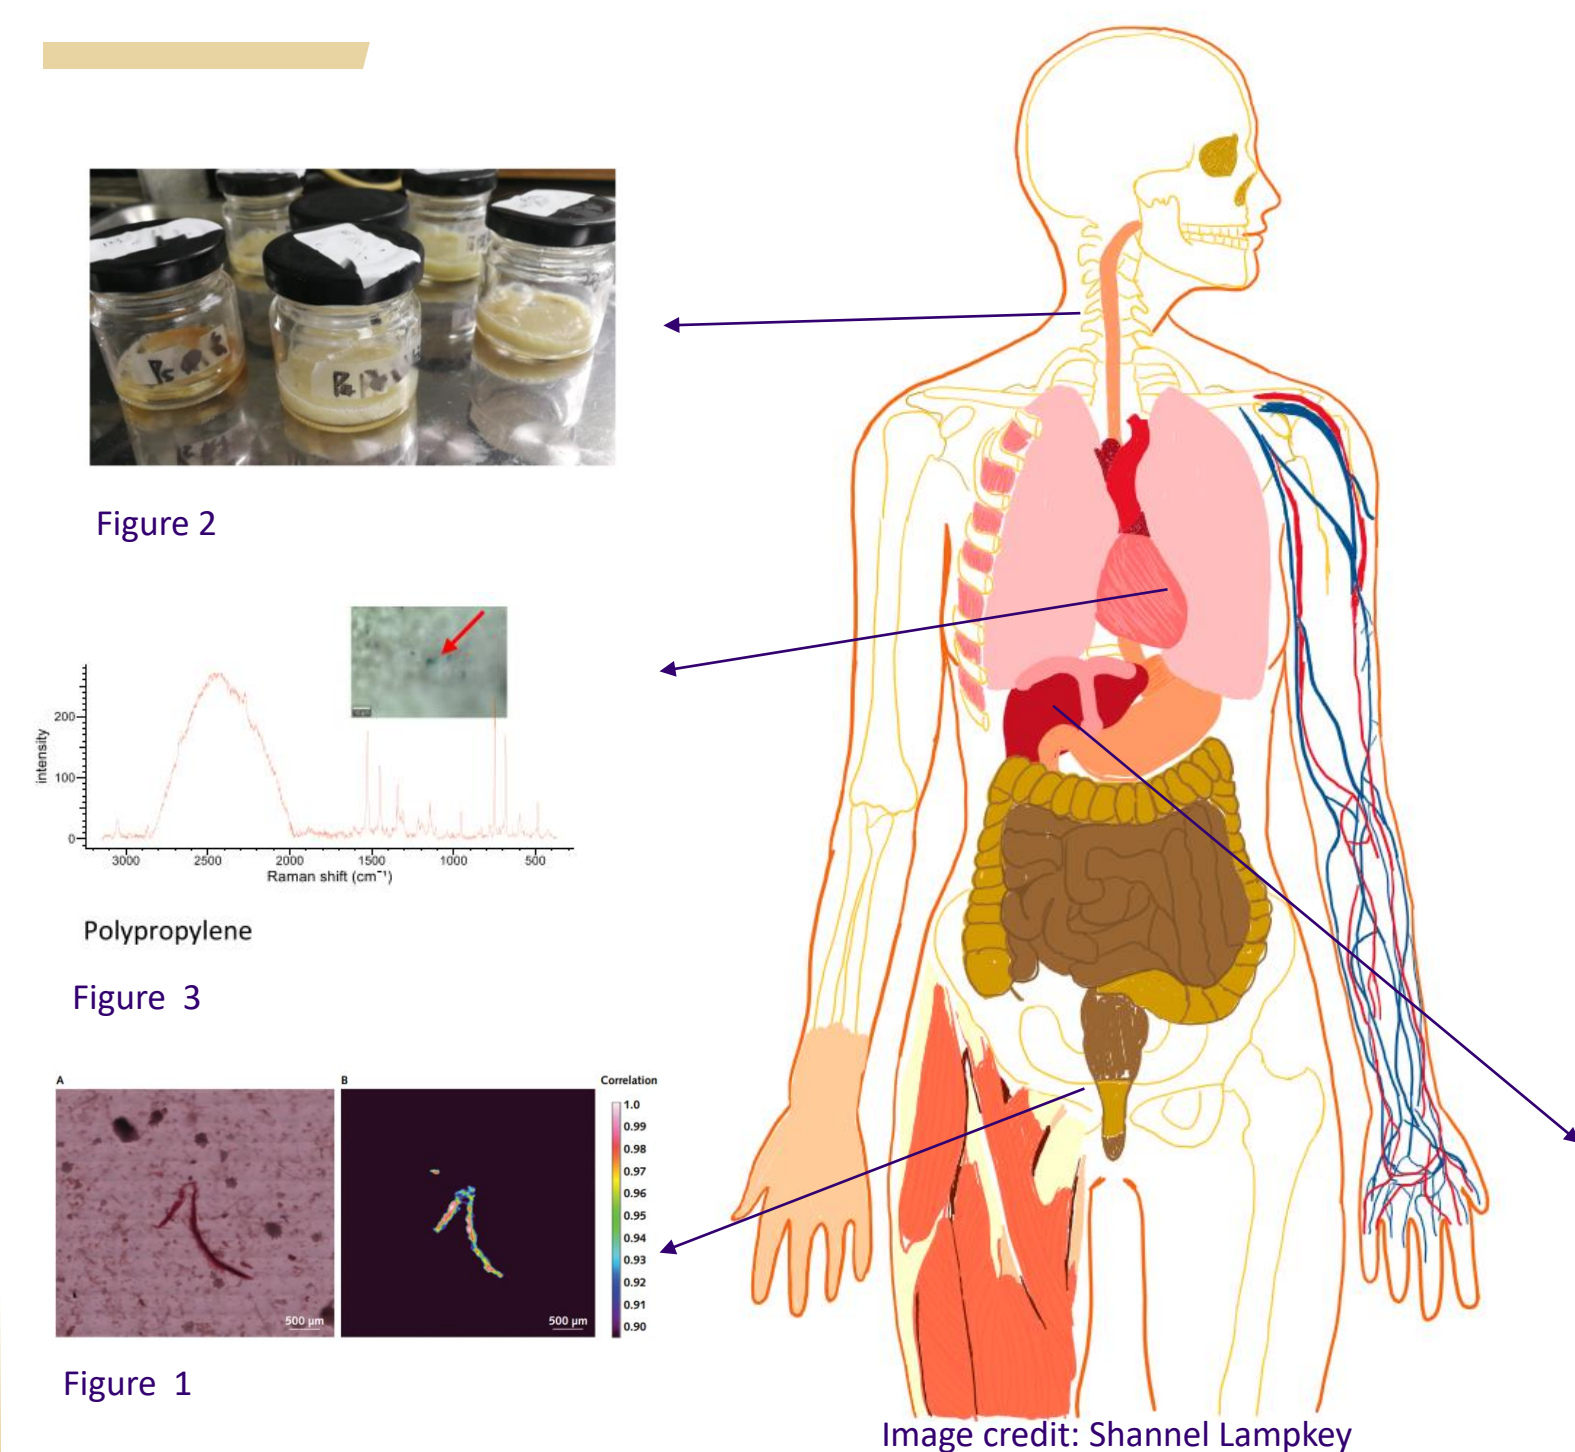 Figure 2
intensity
200
100
0
3000 2500 2000 1500 1000 500
Raman shift (cm⁻¹)
Polypropylene
Figure 3
A B Correlation
1.0
0.99
0.98
0.97
0.96
0.95
0.94
0.93
0.92
0.91
0.90
500 µm 500 µm
Figure 1
Image credit: Shannel Lampkey